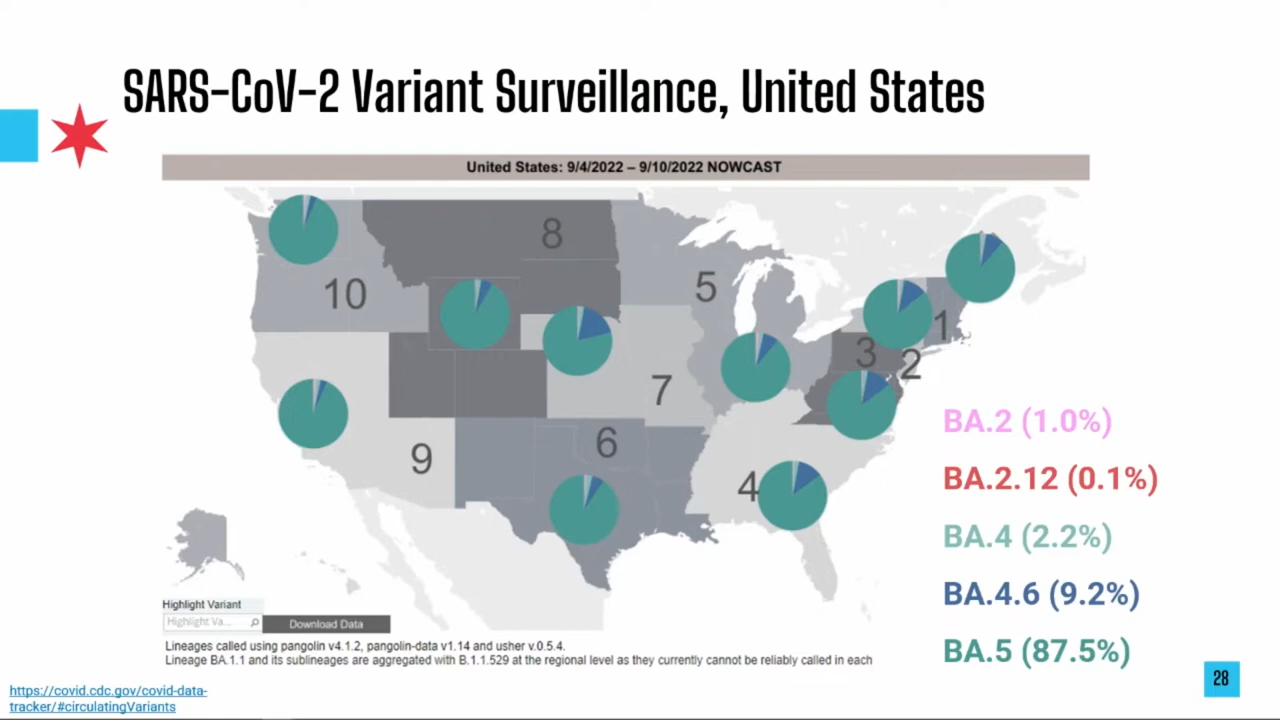 SARS-CoV-2 Variant Surveillance, United States
United States: 9/4/2022 – 9/10/2022 NOWCAST
8
10
5
1
3
2
7
6
9
4
BA.2 (1.0%)
BA.2.12 (0.1%)
BA.4 (2.2%)
BA.4.6 (9.2%)
BA.5 (87.5%)
Highlight Variant
Highlight Va...
Download Data
Lineages called using pangolin v4.1.2, pangolin-data v1.14 and usher v.0.5.4.
Lineage BA.1.1 and its sublineages are aggregated with B.1.1.529 at the regional level as they currently cannot be reliably called in each
https://covid.cdc.gov/covid-data-
tracker/#circulatingVariants
28